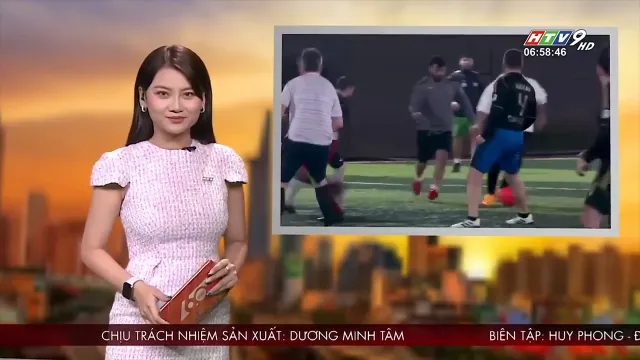 HTV9 HD
06:58:46
CHỊU TRÁCH NHIỆM SẢN XUẤT: DƯƠNG MINH TÂM
BIÊN TẬP: HUY PHONG - Đ